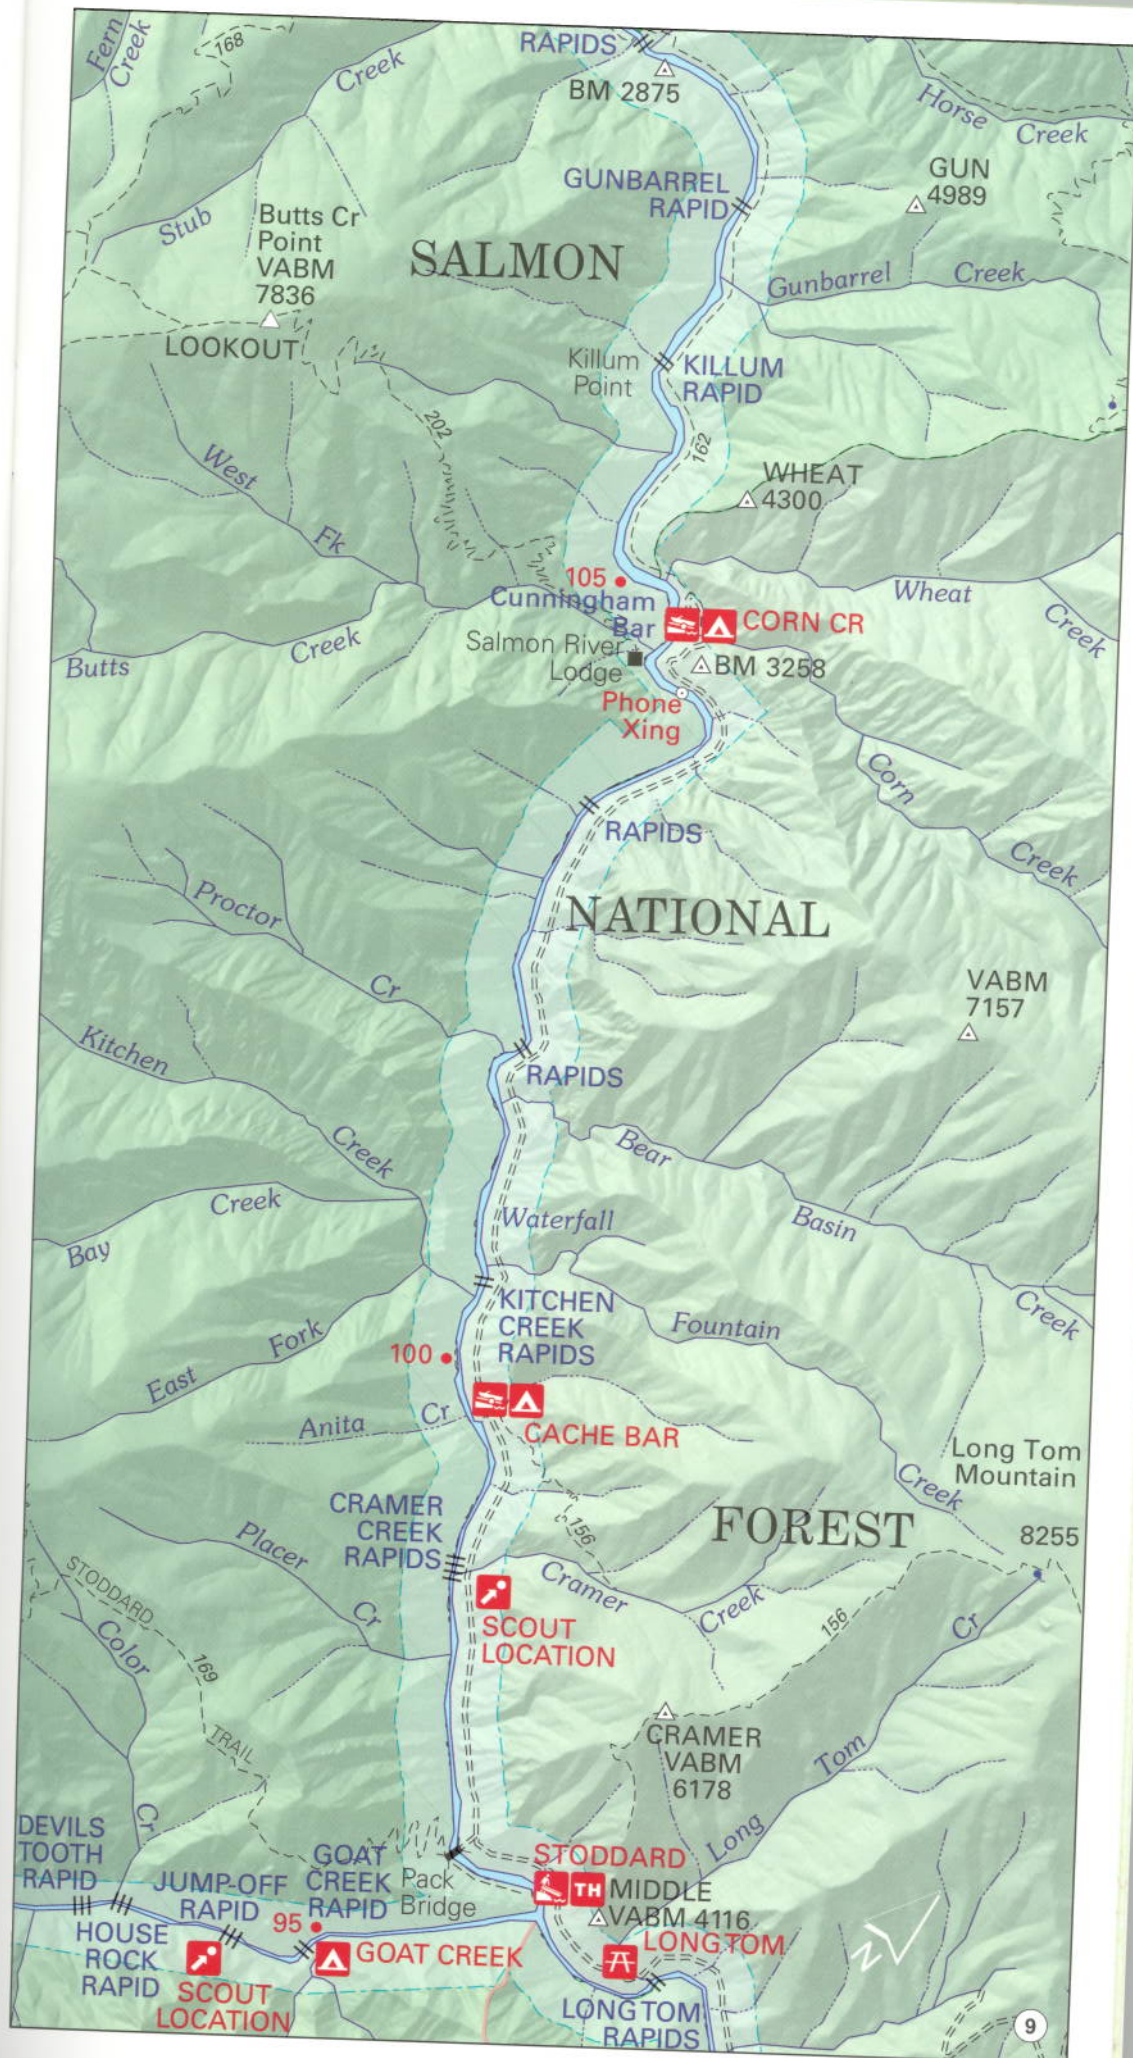 Fern
Creek
168
Creek
RAPIDS
BM 2875
Horse
Creek
GUNBARREL
RAPID
GUN
4989
Stub
Butts Cr
Point
VABM
7836
SALMON
Gunbarrel
Creek
LOOKOUT
Killum
Point
KILLUM
RAPID
202
162
West
Fk
WHEAT
4300
105
Cunningham
Bar
CORN CR
Wheat
Creek
Butts
Creek
Salmon River
Lodge
BM 3258
Phone
Xing
Corn
Creek
RAPIDS
Proctor
Cr
NATIONAL
VABM
7157
Kitchen
Creek
RAPIDS
Bear
Basin
Creek
Bay
Creek
Waterfall
KITCHEN
CREEK
RAPIDS
Fountain
Creek
East
Fork
100
Anita
Cr
CACHE BAR
Long Tom
Mountain
8255
CRAMER
CREEK
RAPIDS
156
FOREST
Placer
Cr
Cramer
Creek
156
STODDARD
169
TRAIL
SCOUT
LOCATION
Color
Cr
CRAMER
VABM
6178
Long
Tom
Cr
DEVILS
TOOTH
RAPID
JUMP-OFF
RAPID
GOAT
CREEK
RAPID
Pack
Bridge
STODDARD
TH
MIDDLE
VABM 4116
HOUSE
ROCK
RAPID
95
GOAT CREEK
LONG TOM
N
SCOUT
LOCATION
LONG TOM
RAPIDS
9